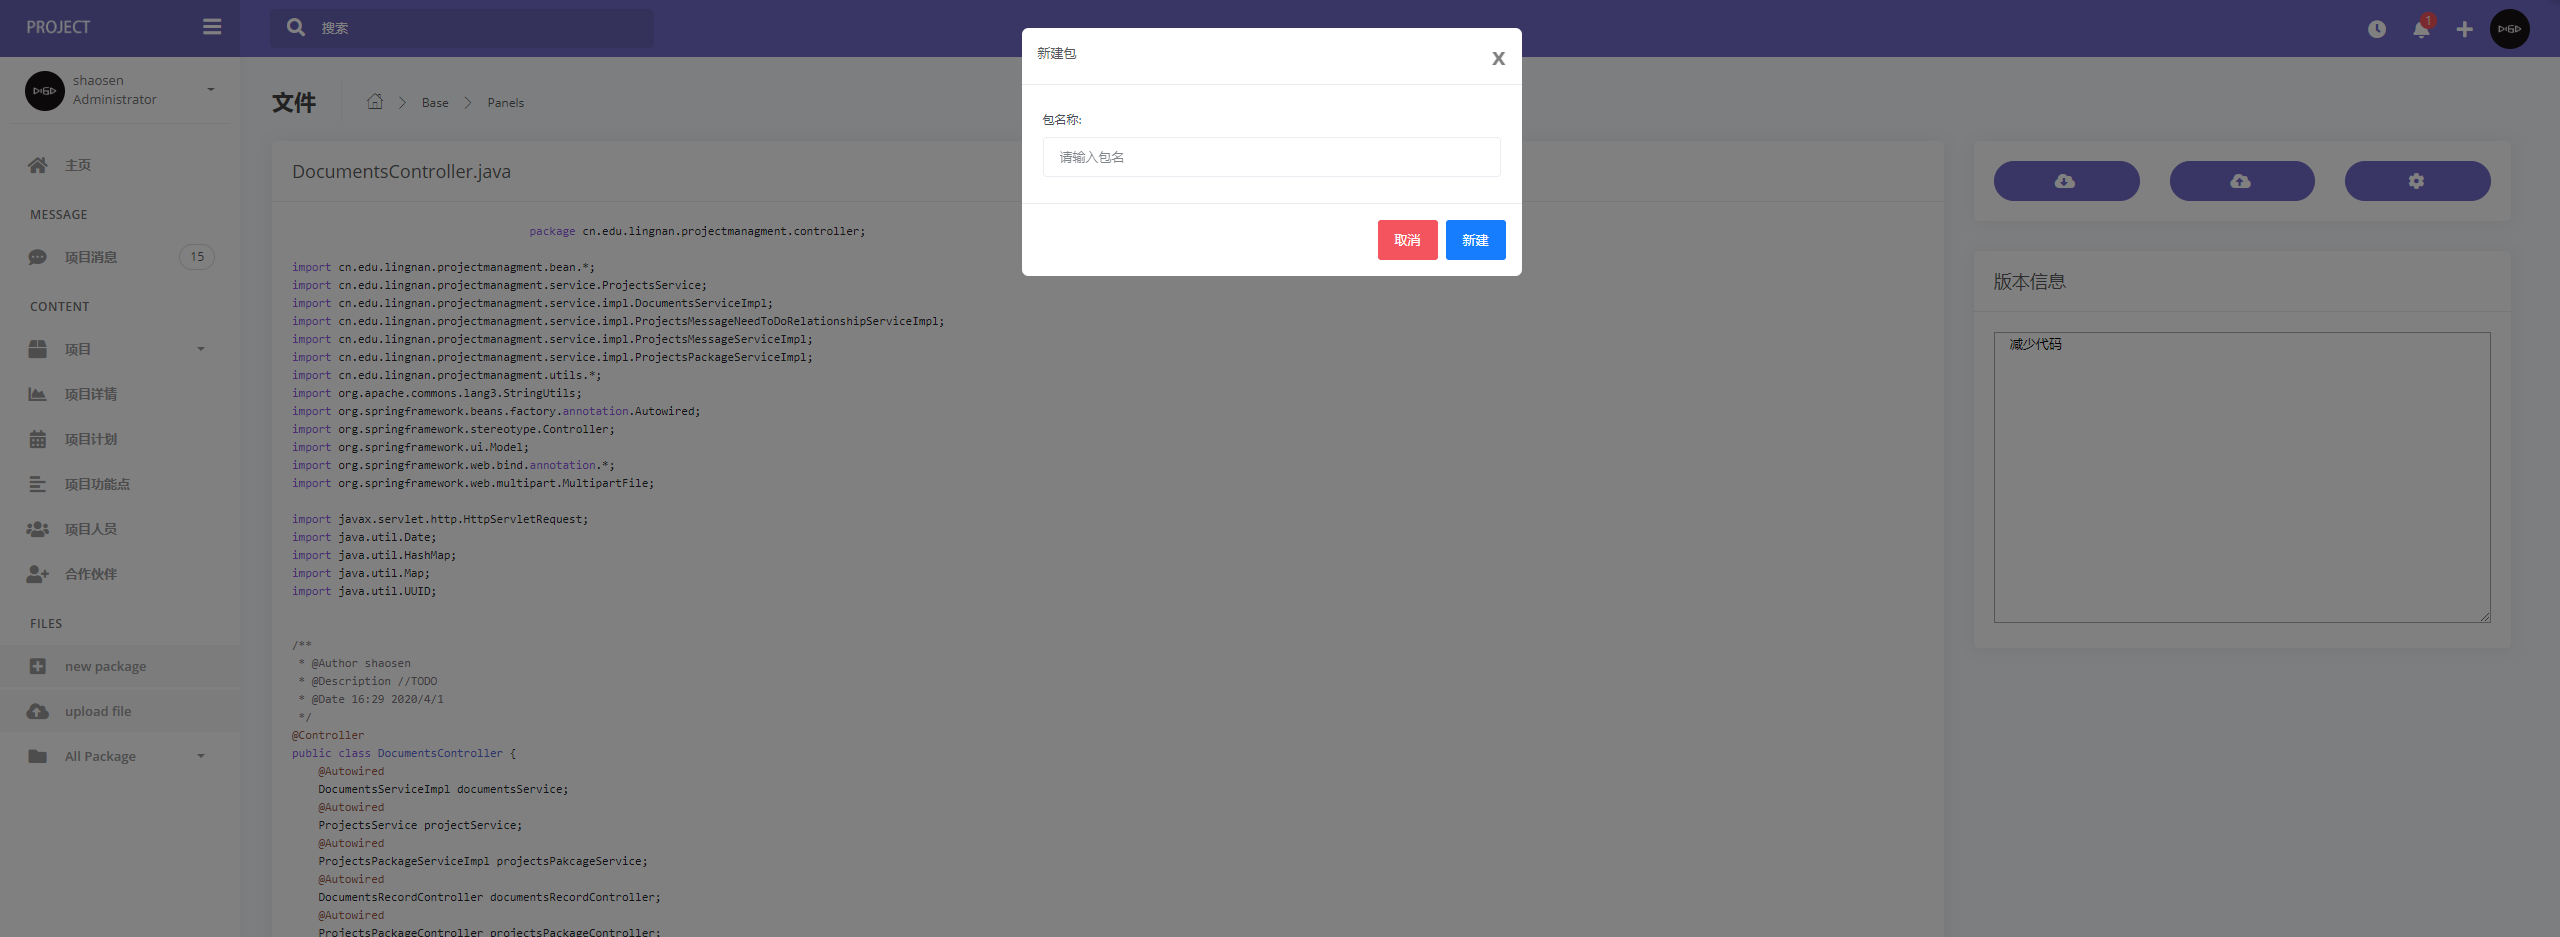 PROJECT
搜索
1
shaosen
Administrator
主页
MESSAGE
项目消息
15
CONTENT
项目
项目详情
项目计划
项目功能点
项目人员
合作伙伴
FILES
new package
upload file
All Package
文件
Base
Panels
DocumentsController.java
package cn.edu.lingnan.projectmanagment.controller;
import cn.edu.lingnan.projectmanagment.bean.*;
import cn.edu.lingnan.projectmanagment.service.ProjectsService;
import cn.edu.lingnan.projectmanagment.service.impl.DocumentsServiceImpl;
import cn.edu.lingnan.projectmanagment.service.impl.ProjectsMessageNeedToDoRelationshipServiceImpl;
import cn.edu.lingnan.projectmanagment.service.impl.ProjectsMessageServiceImpl;
import cn.edu.lingnan.projectmanagment.service.impl.ProjectsPackageServiceImpl;
import cn.edu.lingnan.projectmanagment.utils.*;
import org.apache.commons.lang3.StringUtils;
import org.springframework.beans.factory.annotation.Autowired;
import org.springframework.stereotype.Controller;
import org.springframework.ui.Model;
import org.springframework.web.bind.annotation.*;
import org.springframework.web.multipart.MultipartFile;
import javax.servlet.http.HttpServletRequest;
import java.util.Date;
import java.util.HashMap;
import java.util.Map;
import java.util.UUID;
/**
* @Author shaosen
* @Description //TODO
* @Date 16:29 2020/4/1
*/
@Controller
public class DocumentsController {
@Autowired
DocumentsServiceImpl documentsService;
@Autowired
ProjectsService projectService;
@Autowired
ProjectsPackageServiceImpl projectsPakcageService;
@Autowired
DocumentsRecordController documentsRecordController;
@Autowired
ProjectsPackageController projectsPackageController;
新建包
X
包名称:
请输入包名
取消
新建
版本信息
减少代码